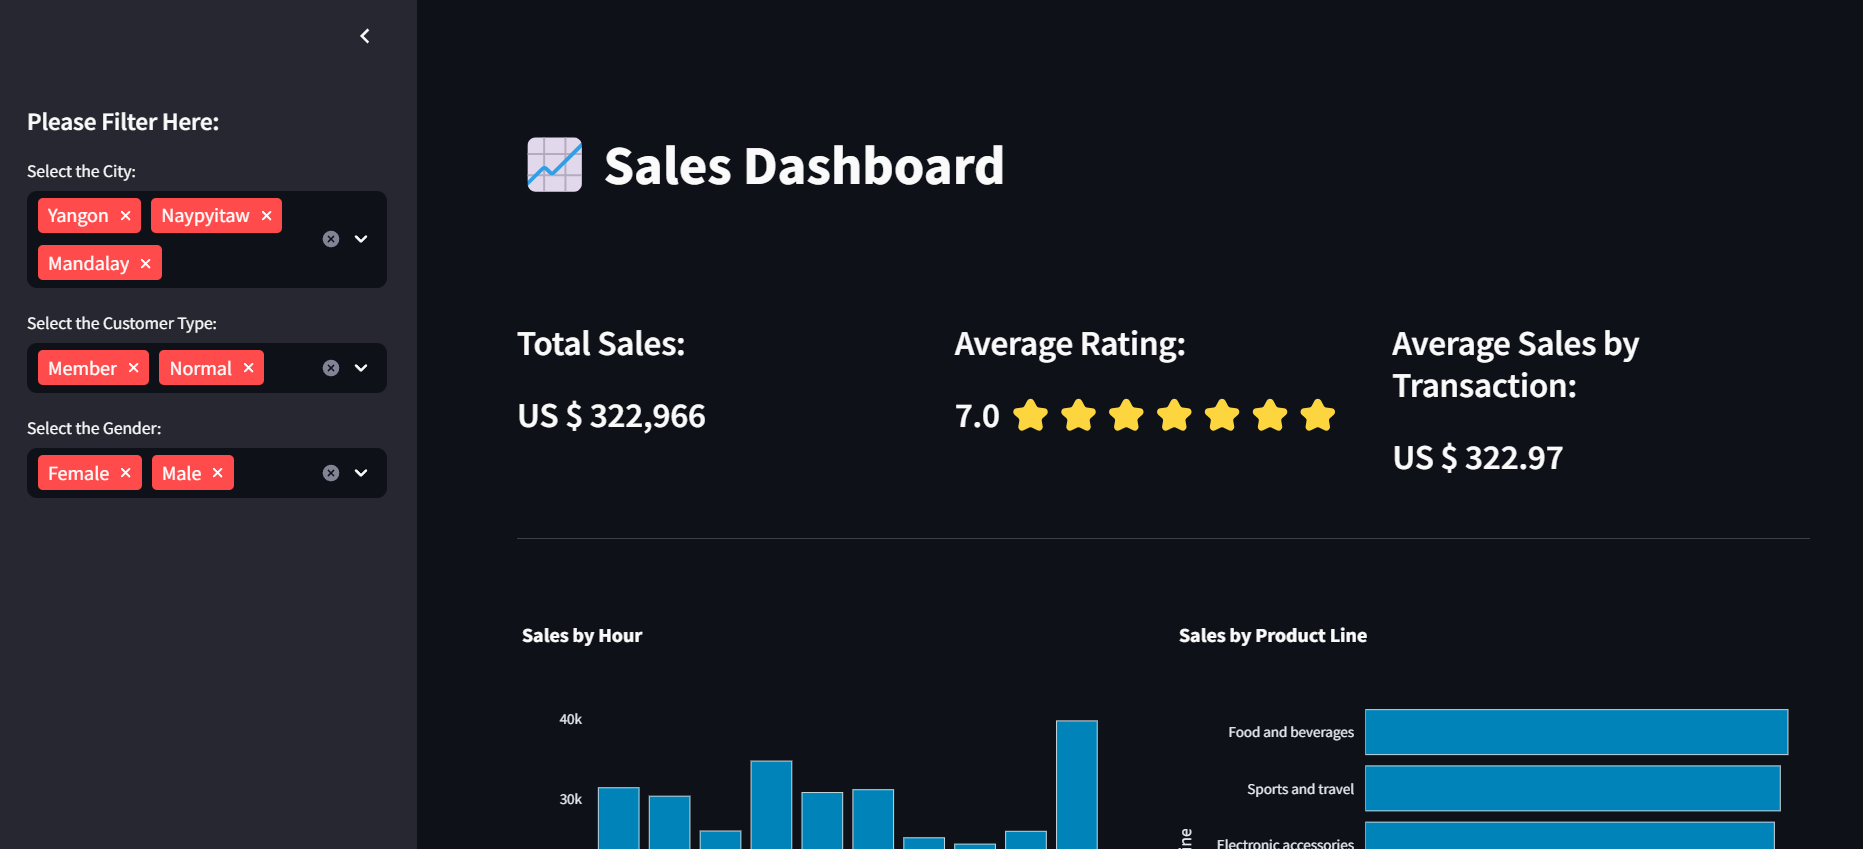 Please Filter Here:
Select the City:
Yangon
Naypyitaw
Mandalay
Select the Customer Type:
Member
Normal
Select the Gender:
Female
Male
Sales Dashboard
Total Sales:
US $ 322,966
Average Rating:
7.0
Average Sales by
Transaction:
US $ 322.97
Sales by Hour
40k
30k
Sales by Product Line
Food and beverages
Sports and travel
Electronic accessories